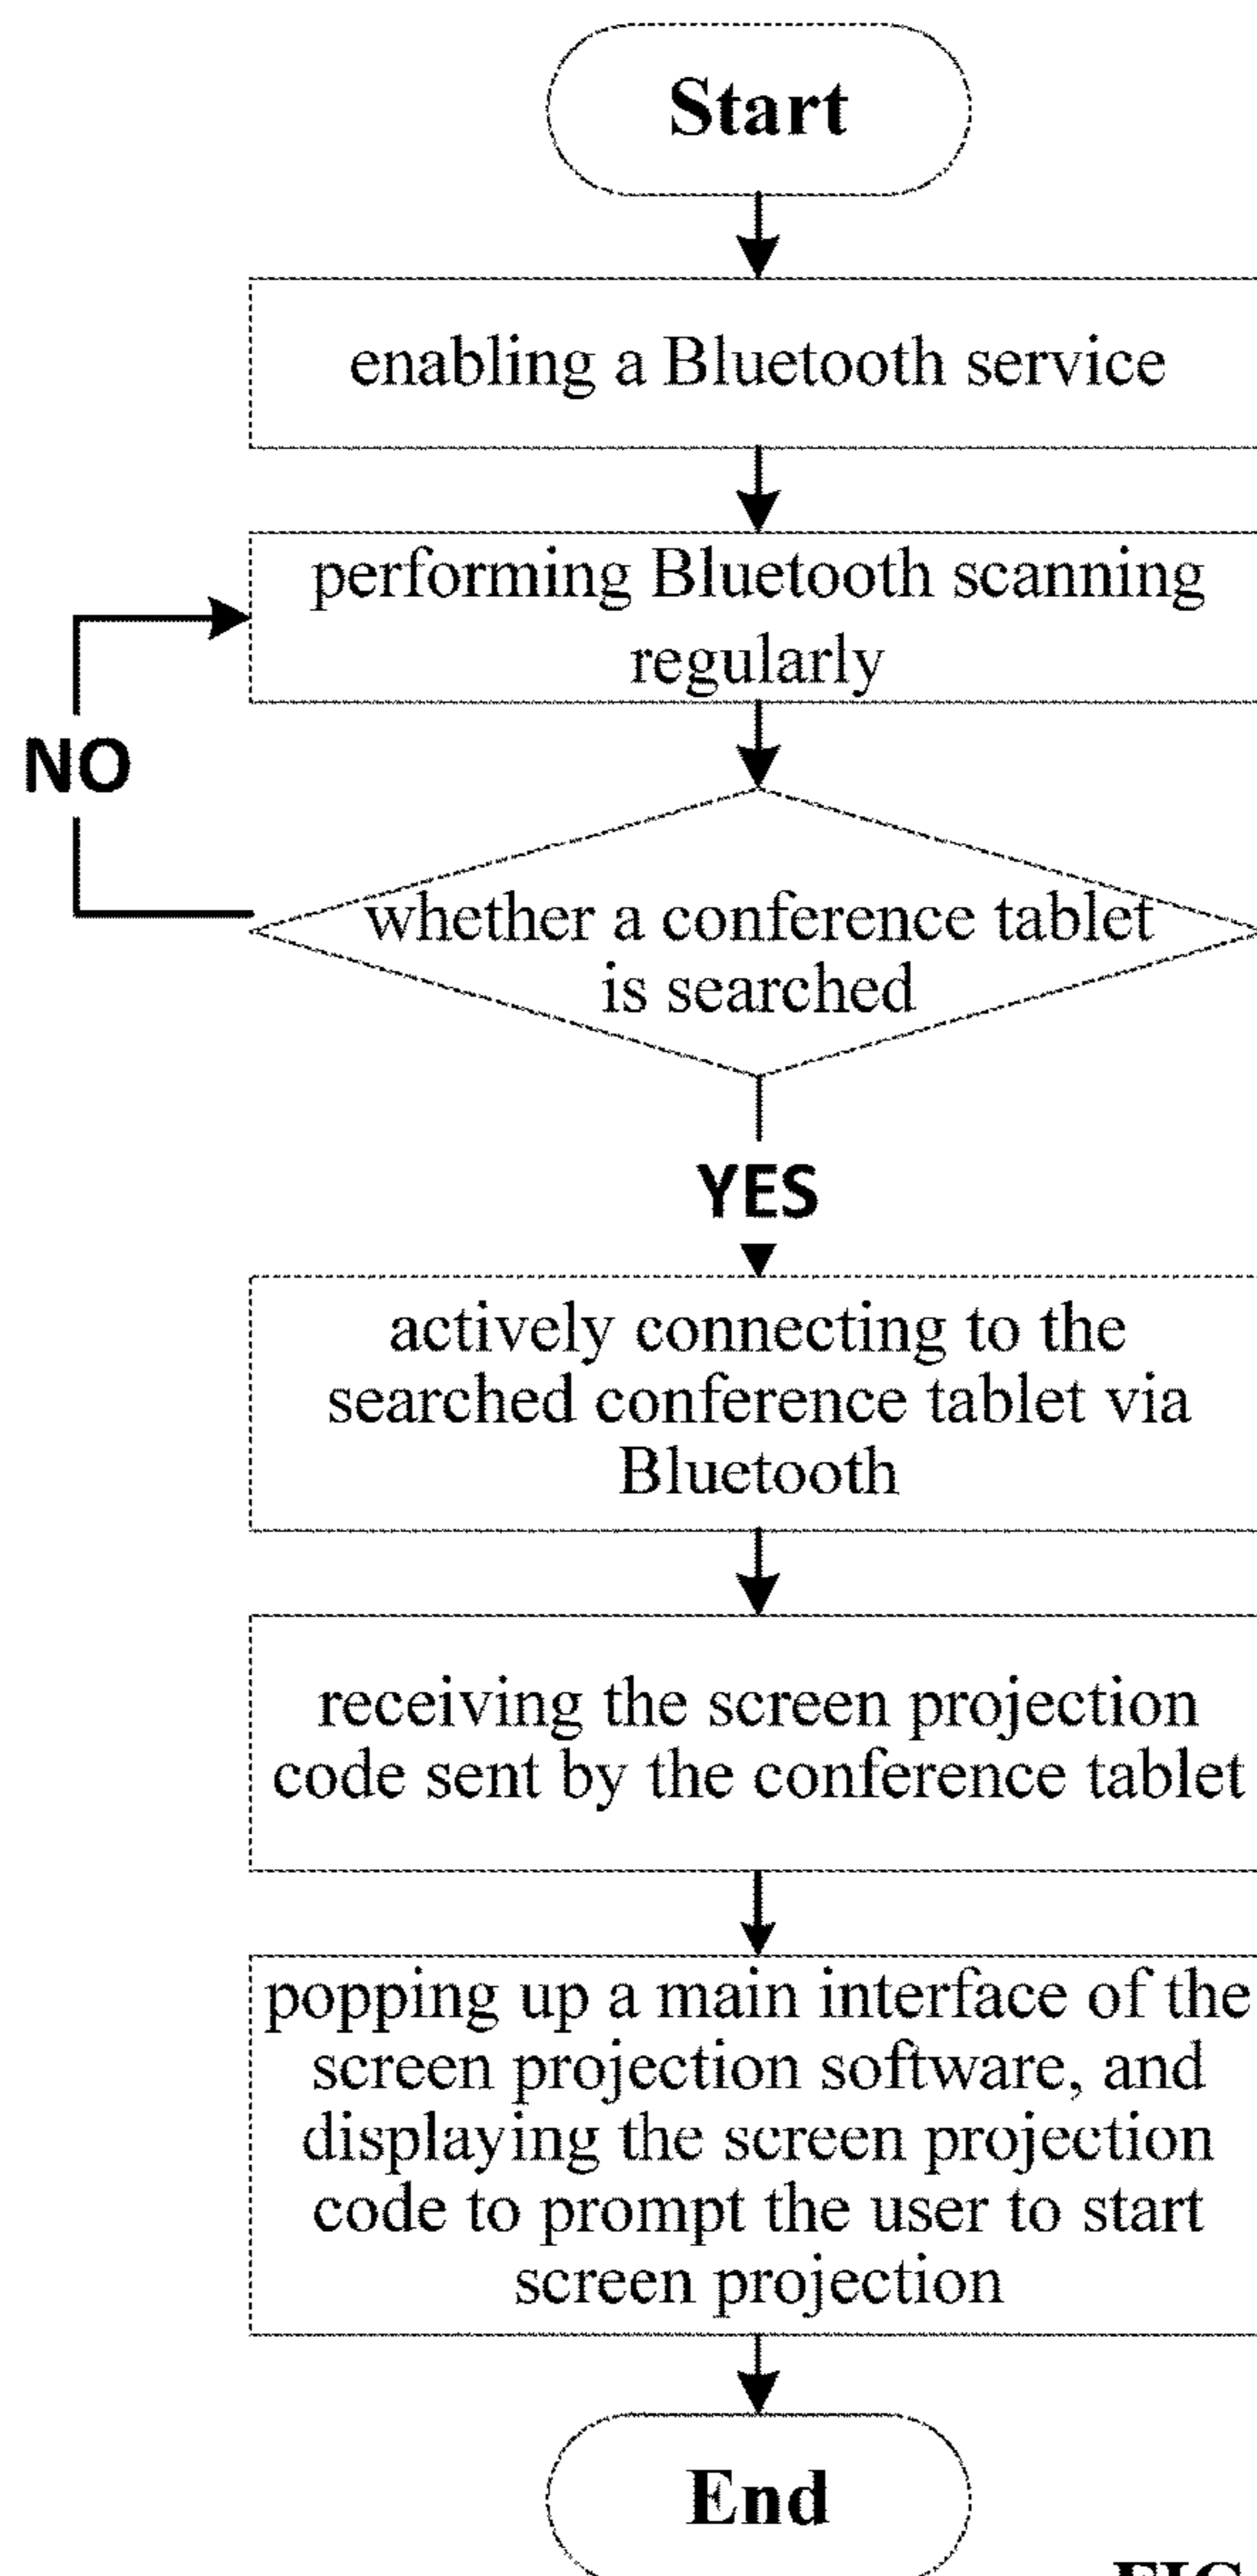 Start
enabling a Bluetooth service
performing Bluetooth scanning
regularly
NO
whether a conference tablet
is searched
YES
actively connecting to the
searched conference tablet via
Bluetooth
receiving the screen projection
code sent by the conference tablet
popping up a main interface of the
screen projection software, and
displaying the screen projection
code to prompt the user to start
screen projection
End